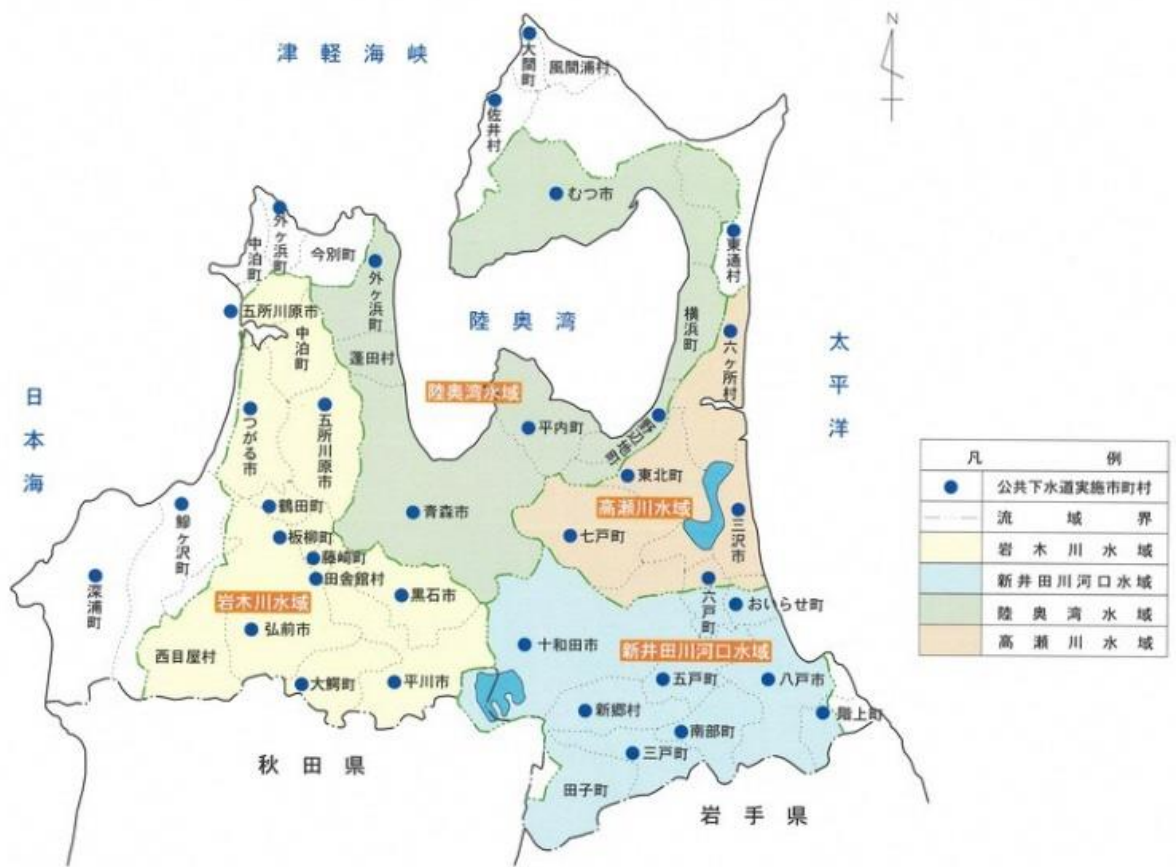 N
津軽海峡
大間町
風間浦村
佐井村
むつ市
外ヶ浜町
中泊町
今別町
外ヶ浜町
東通村
五所川原市
中泊町
陸奥湾
横浜町
六ヶ所村
太平洋
蓬田村
日本海
陸奥湾水域
つがる市
五所川原市
平内町
野辺地町
東北町
鰺ヶ沢町
鶴田町
青森市
高瀬川水域
三沢市
七戸町
板柳町
藤崎町
田舎館村
深浦町
岩木川水域
黒石市
六戸町
おいらせ町
弘前市
十和田市
新井田川河口水域
西目屋村
大鰐町
平川市
五戸町
八戸市
新郷村
階上町
南部町
三戸町
秋田県
田子町
岩手県
凡例
公共下水道実施市町村
流域界
岩木川水域
新井田川河口水域
陸奥湾水域
高瀬川水域